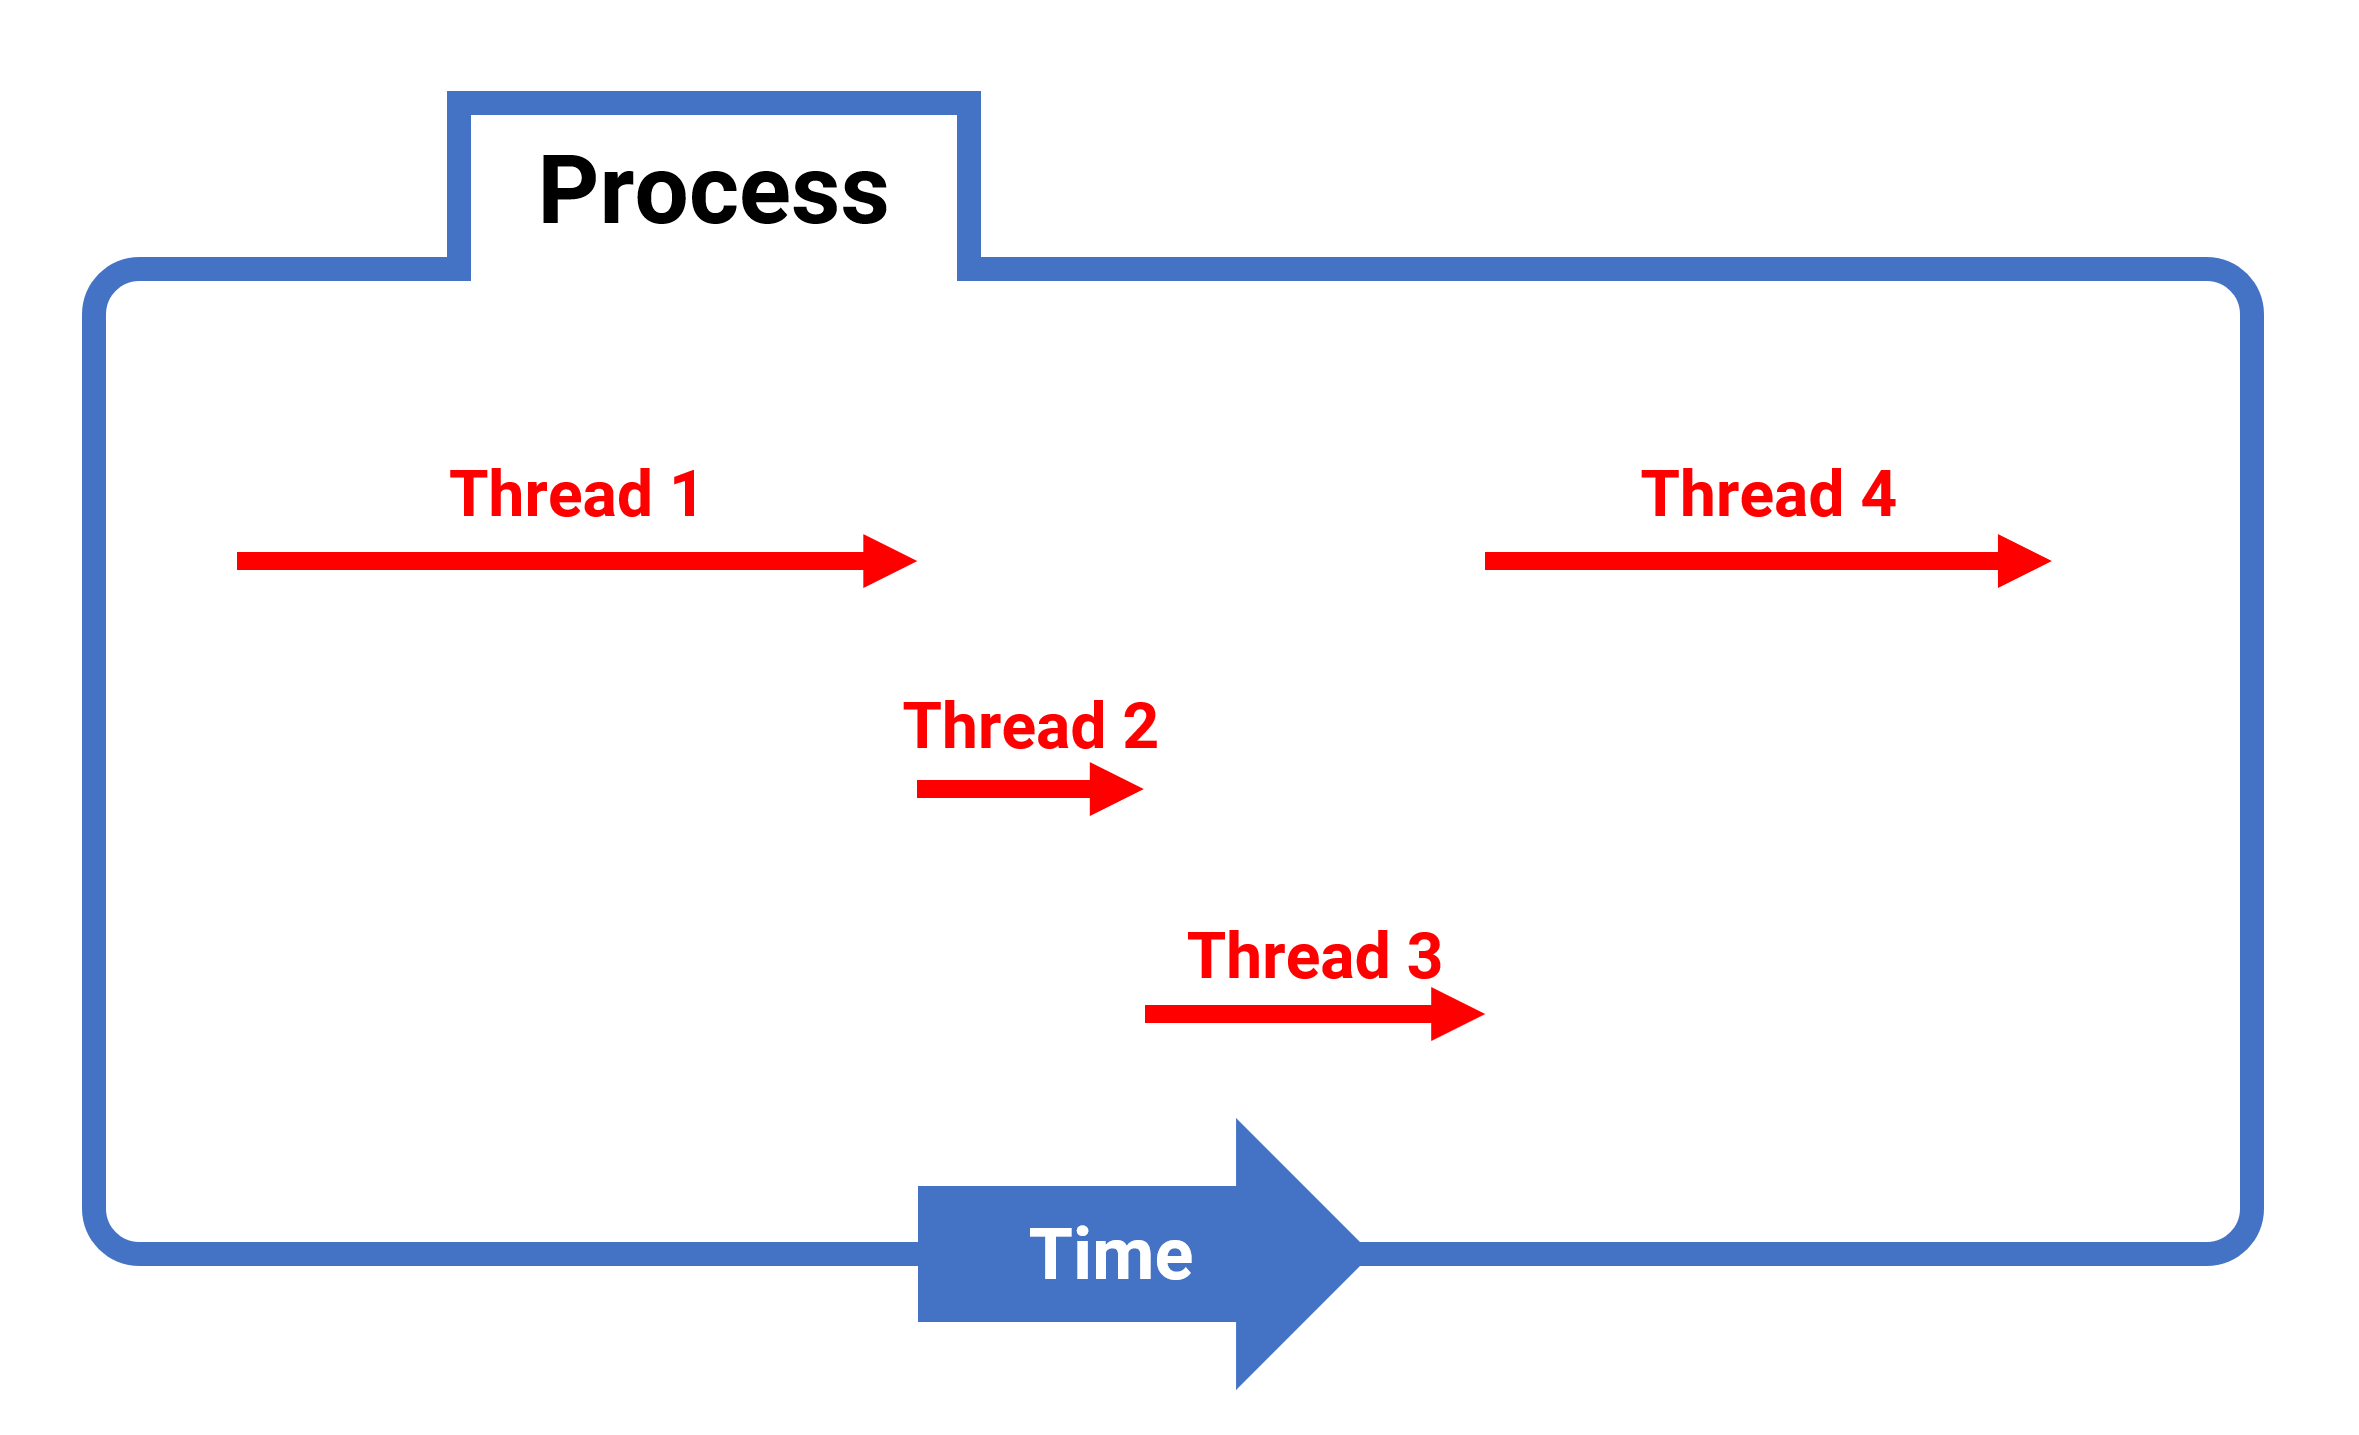 Process
Thread 1
Thread 4
Thread 2
Thread 3
Time